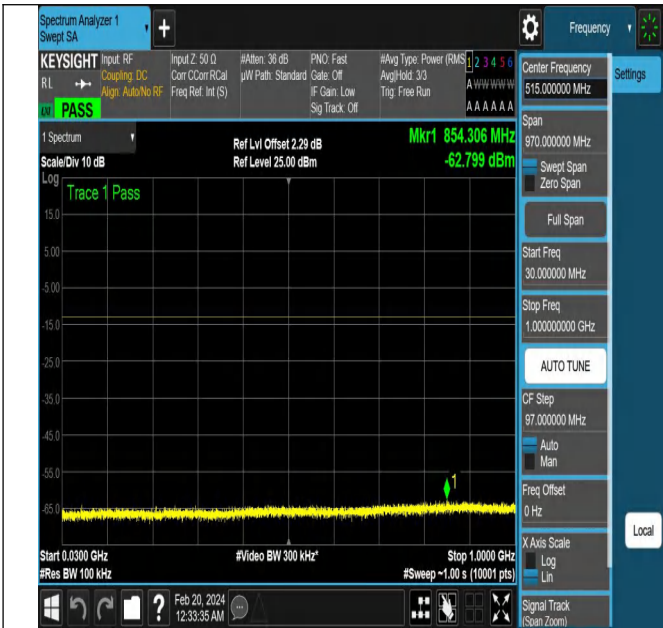 Spectrum Analyzer 1
Swept SA
Frequency
KEYSIGHT
RL
PASS
Input: RF
Coupling: DC
Align: Auto/No RF
Input Z: 50 Ω
Corr CCorr RCal
Freq Ref: Int (S)
#Atten: 36 dB
µW Path: Standard
PNO: Fast
Gate: Off
IF Gain: Low
Sig Track: Off
#Avg Type: Power (RMS
Avg|Hold: 3/3
Trig: Free Run
1 2 3 4 5 6
A W W W W W
A A A A A A
1 Spectrum
Scale/Div 10 dB
Log
Ref Lvl Offset 2.29 dB
Ref Level 25.00 dBm
Mkr1 854.306 MHz
-62.799 dBm
Trace 1 Pass
15.0
5.00
-5.00
-15.0
-25.0
-35.0
-45.0
-55.0
-65.0
1
Start 0.0300 GHz
#Res BW 100 kHz
#Video BW 300 kHz*
Stop 1.0000 GHz
#Sweep ~1.00 s (10001 pts)
?
Feb 20, 2024
12:33:35 AM
Center Frequency
515.000000 MHz
Span
970.000000 MHz
Swept Span
Zero Span
Full Span
Start Freq
30.000000 MHz
Stop Freq
1.000000000 GHz
AUTO TUNE
CF Step
97.000000 MHz
Auto
Man
Freq Offset
0 Hz
X Axis Scale
Log
Lin
Signal Track
(Span Zoom)
Settings
Local